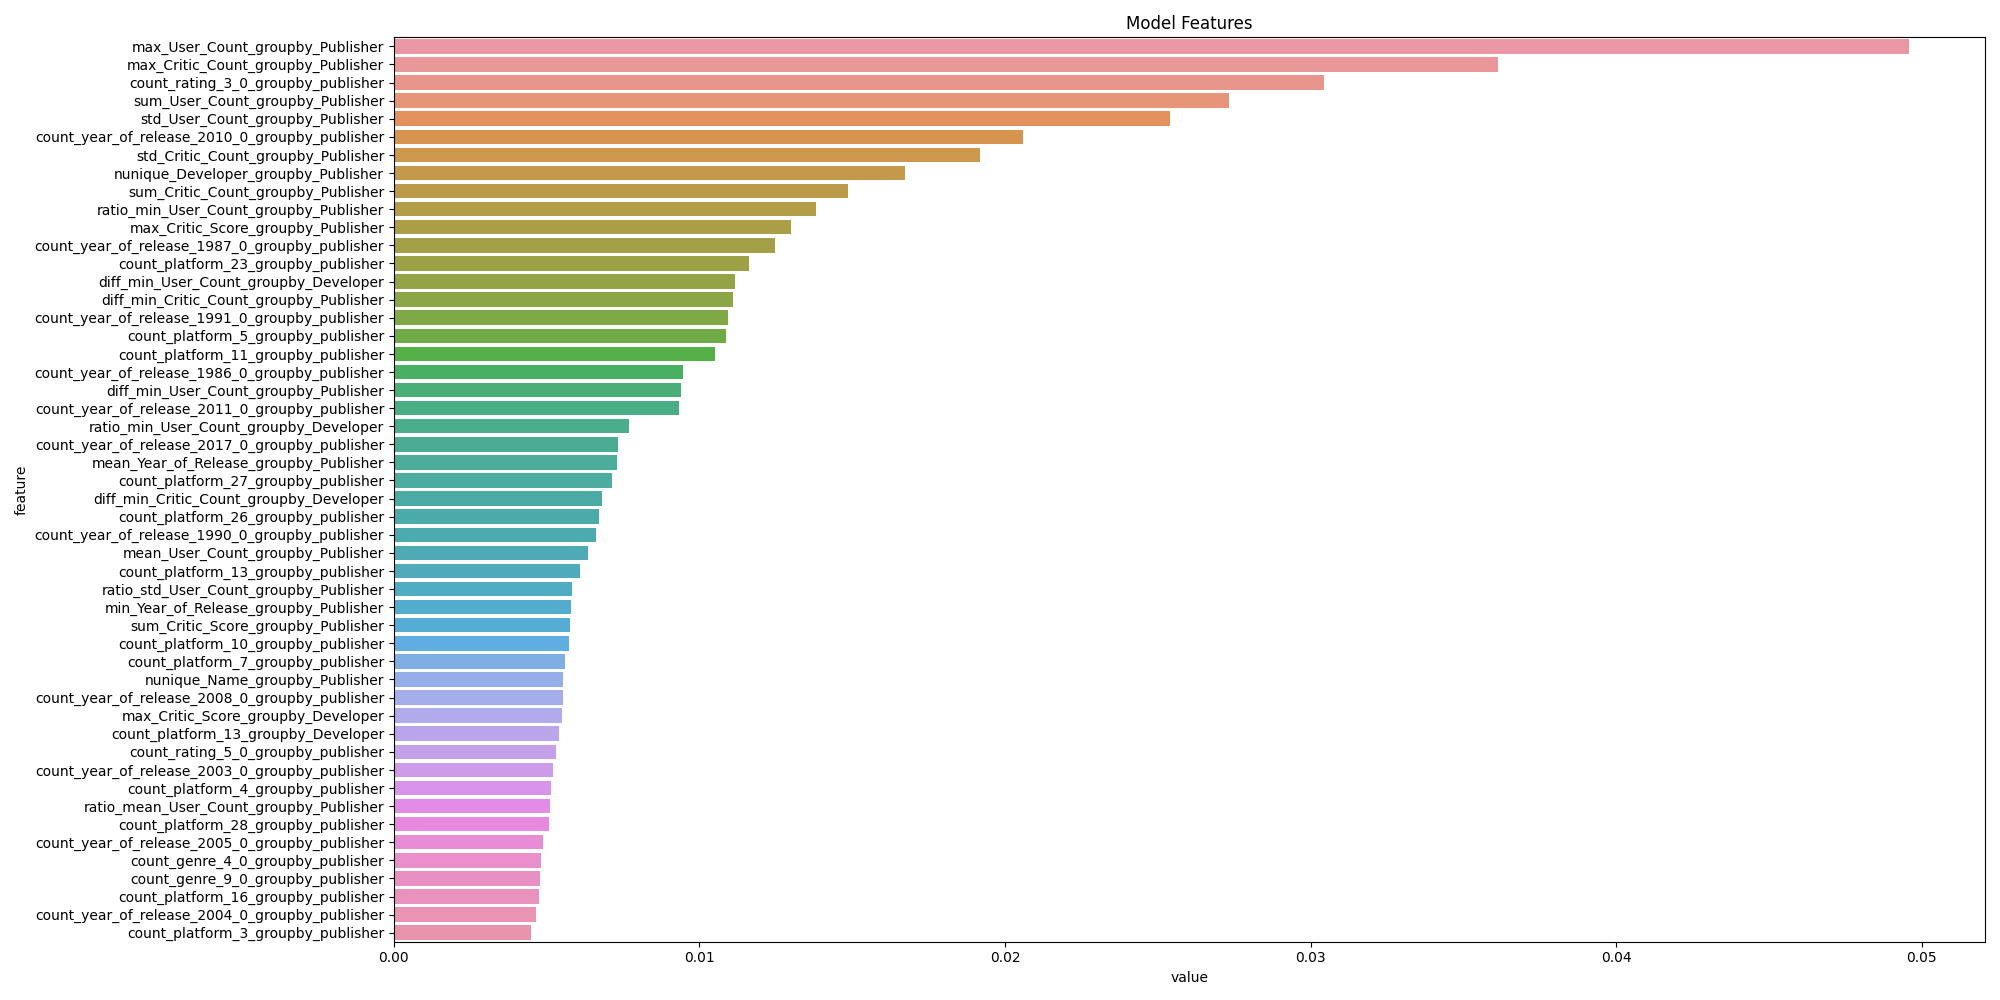 Model Features
feature
max_User_Count_groupby_Publisher
max_Critic_Count_groupby_Publisher
count_rating_3_0_groupby_publisher
sum_User_Count_groupby_Publisher
std_User_Count_groupby_Publisher
count_year_of_release_2010_0_groupby_publisher
std_Critic_Count_groupby_Publisher
nunique_Developer_groupby_Publisher
sum_Critic_Count_groupby_Publisher
ratio_min_User_Count_groupby_Publisher
max_Critic_Score_groupby_Publisher
count_year_of_release_1987_0_groupby_publisher
count_platform_23_groupby_publisher
diff_min_User_Count_groupby_Developer
diff_min_Critic_Count_groupby_Publisher
count_year_of_release_1991_0_groupby_publisher
count_platform_5_groupby_publisher
count_platform_11_groupby_publisher
count_year_of_release_1986_0_groupby_publisher
diff_min_User_Count_groupby_Publisher
count_year_of_release_2011_0_groupby_publisher
ratio_min_User_Count_groupby_Developer
count_year_of_release_2017_0_groupby_publisher
mean_Year_of_Release_groupby_Publisher
count_platform_27_groupby_publisher
diff_min_Critic_Count_groupby_Developer
count_platform_26_groupby_publisher
count_year_of_release_1990_0_groupby_publisher
mean_User_Count_groupby_Publisher
count_platform_13_groupby_publisher
ratio_std_User_Count_groupby_Publisher
min_Year_of_Release_groupby_Publisher
sum_Critic_Score_groupby_Publisher
count_platform_10_groupby_publisher
count_platform_7_groupby_publisher
nunique_Name_groupby_Publisher
count_year_of_release_2008_0_groupby_publisher
max_Critic_Score_groupby_Developer
count_platform_13_groupby_Developer
count_rating_5_0_groupby_publisher
count_year_of_release_2003_0_groupby_publisher
count_platform_4_groupby_publisher
ratio_mean_User_Count_groupby_Publisher
count_platform_28_groupby_publisher
count_year_of_release_2005_0_groupby_publisher
count_genre_4_0_groupby_publisher
count_genre_9_0_groupby_publisher
count_platform_16_groupby_publisher
count_year_of_release_2004_0_groupby_publisher
count_platform_3_groupby_publisher
0.00 0.01 0.02 0.03 0.04 0.05
value